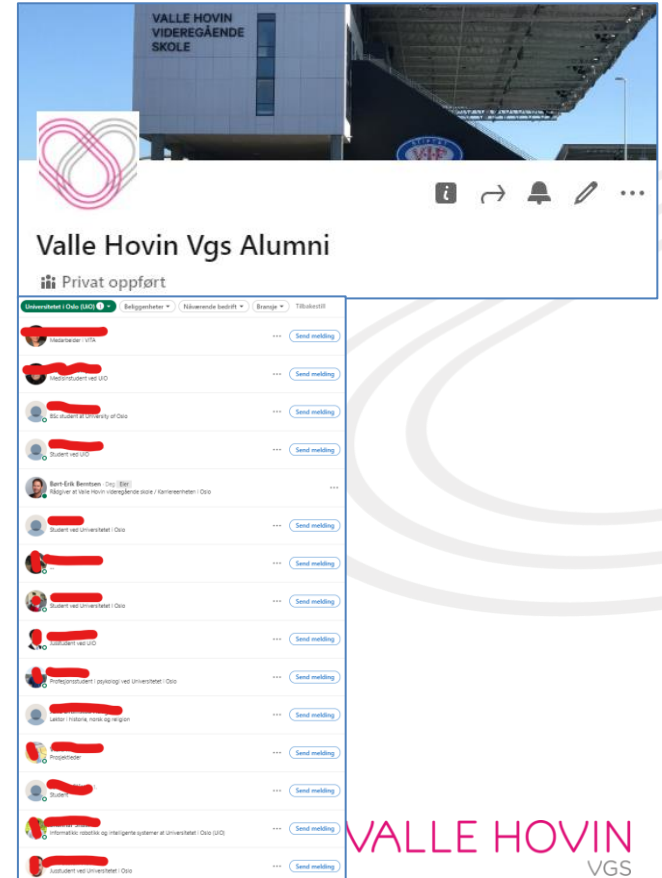 VALLE HOVIN
VIDEREGÅENDE
SKOLE
Valle Hovin Vgs Alumni
Privat oppført
Universitetet i Oslo (UiO) 1 Beliggenheter Nåværende bedrift Bransje Tilbakestill
Medarbeider i VITA
Send melding
Medisinstudent ved UIO
Send melding
BSc student at University of Oslo
Send melding
Student ved UiO
Send melding
Børt-Erik Berntsen · Deg Eier
Rådgiver at Valle Hovin videregående skole / Karriereenheten i Oslo
Student ved Universitetet i Oslo
Send melding
Send melding
Student ved Universitetet i Oslo
Send melding
Jusstudent ved UIO
Send melding
Profesjonsstudent i psykologi ved Universitetet i Oslo
Send melding
Lektor i historie, norsk og religion
Send melding
Prosjektleder
Send melding
Student
Send melding
Informatikk: robotikk og intelligente systemer at Universitetet i Oslo (UiO)
Send melding
Jusstudent ved Universitetet i Oslo
Send melding
VALLE HOVIN
VGS